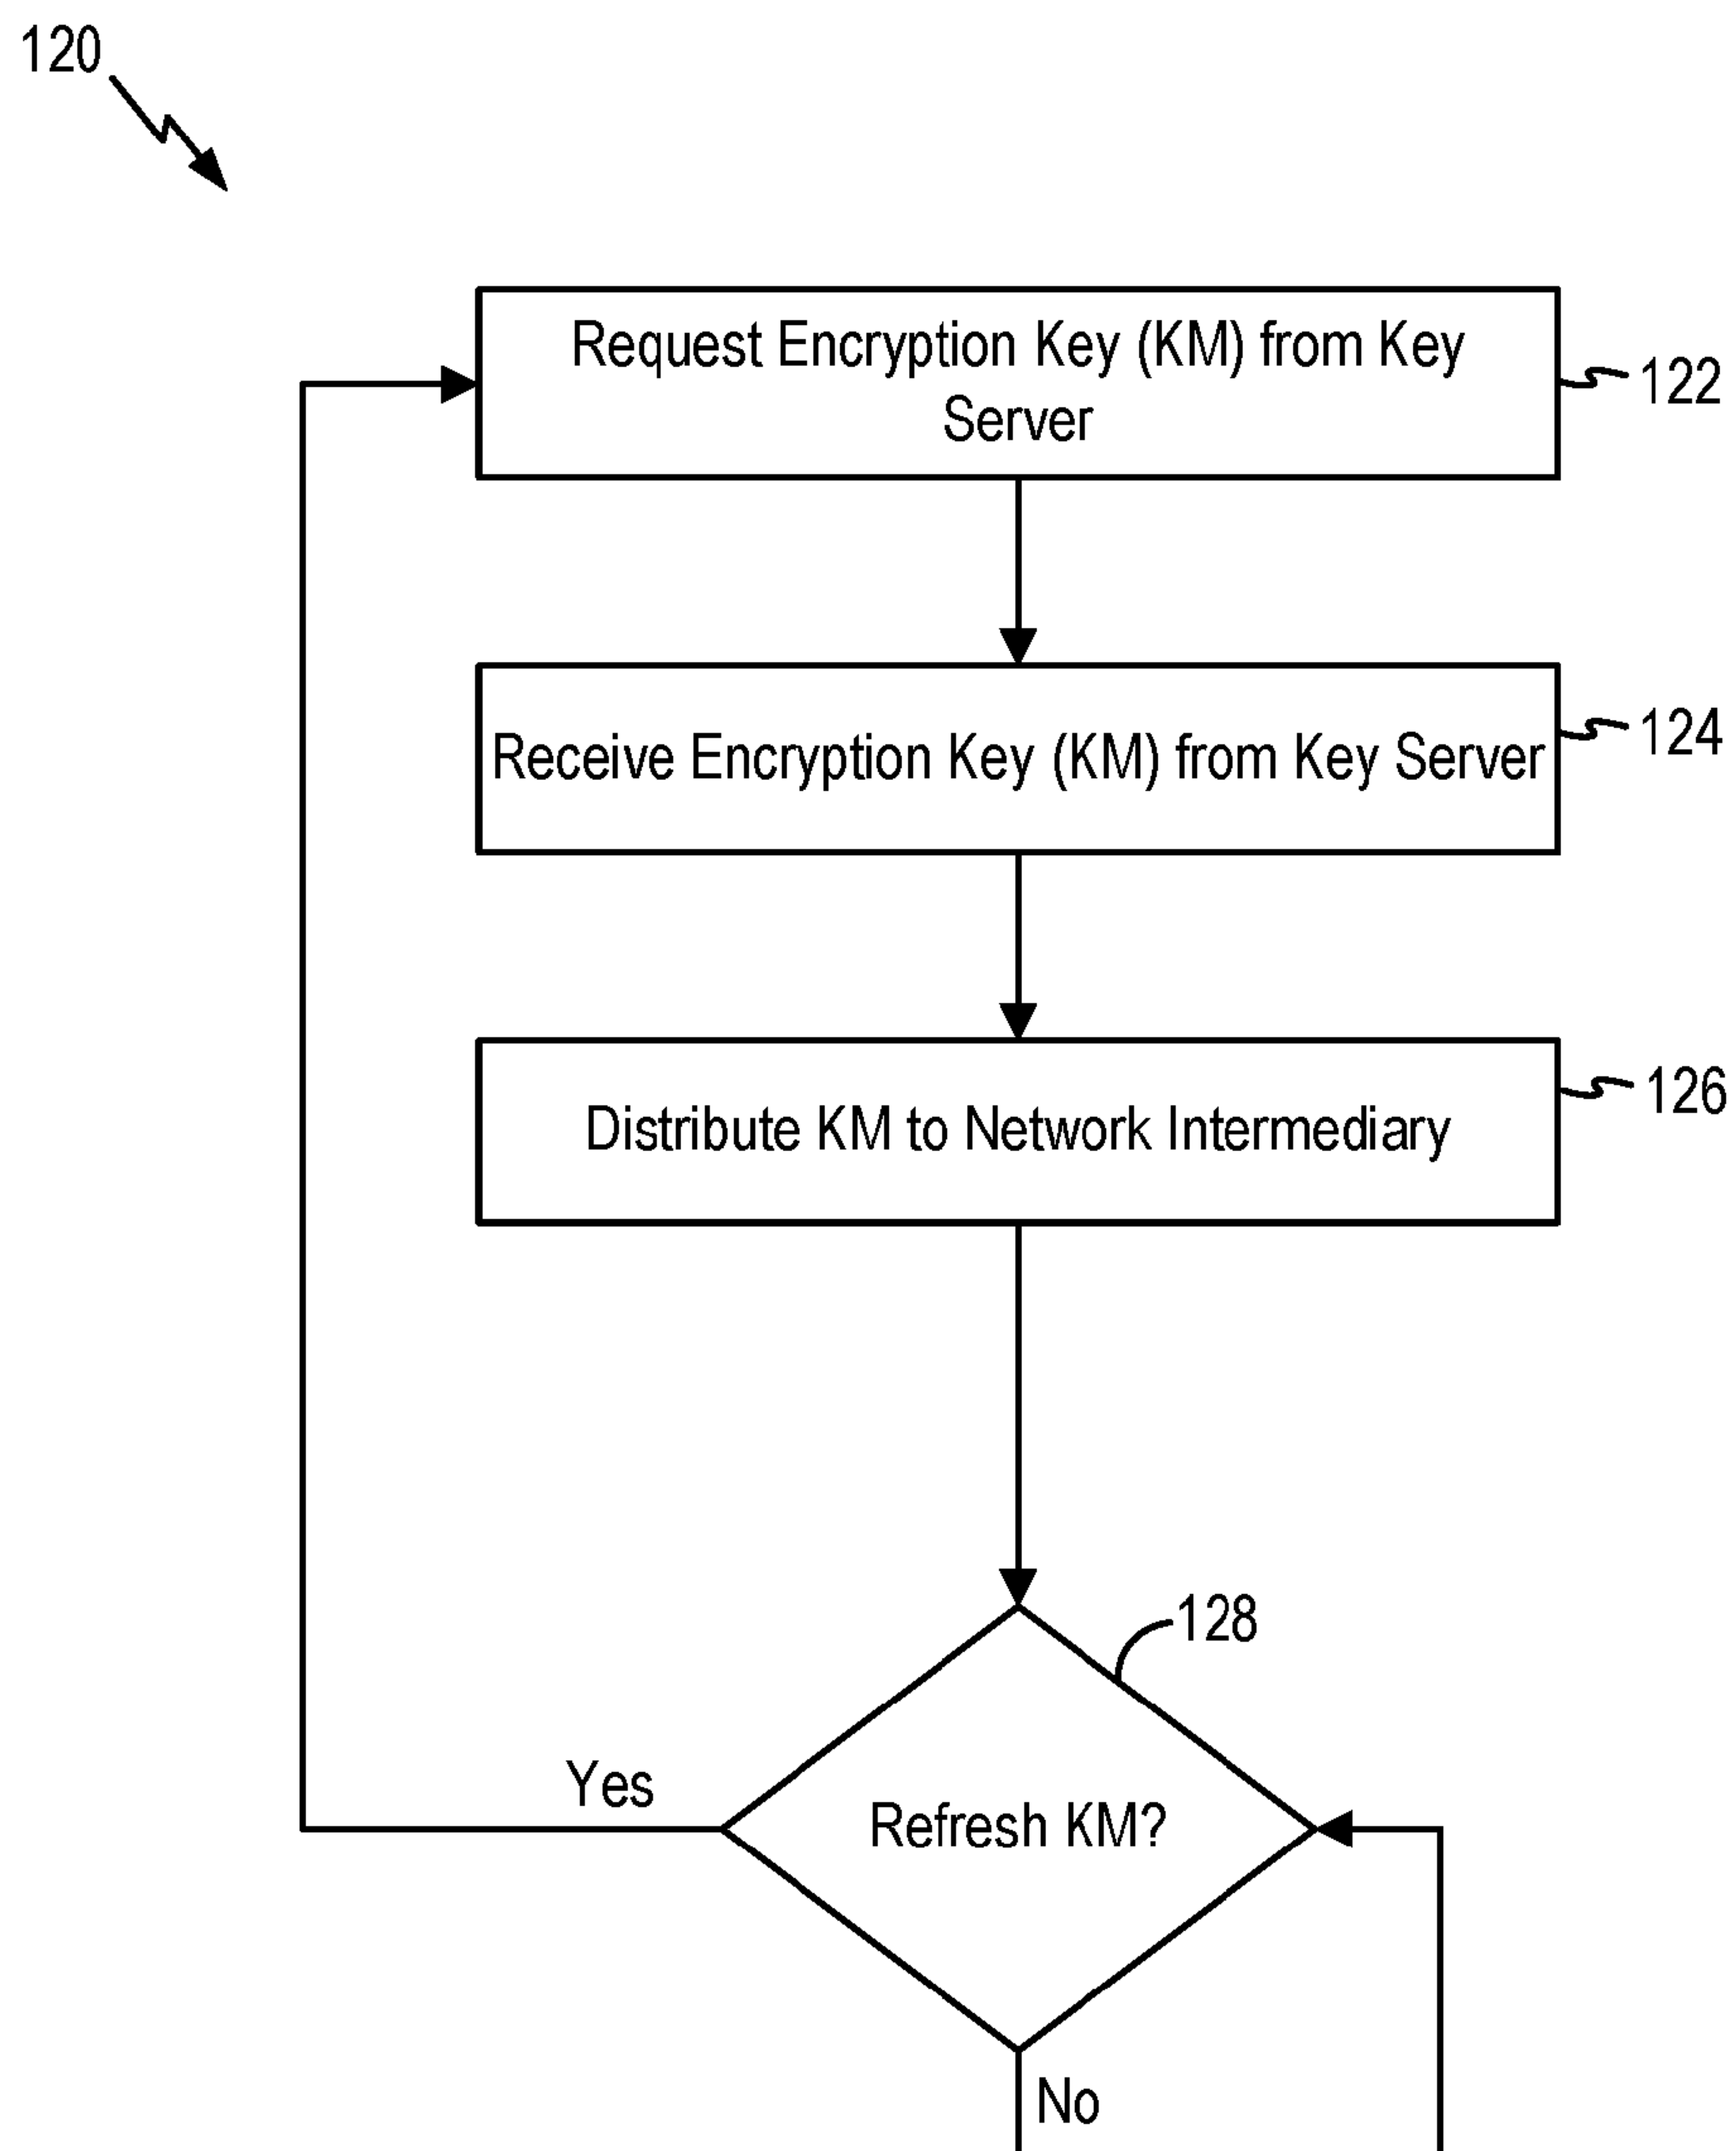 120
Request Encryption Key (KM) from Key
Server
122
Receive Encryption Key (KM) from Key Server
124
Distribute KM to Network Intermediary
126
128
Yes
Refresh KM?
No